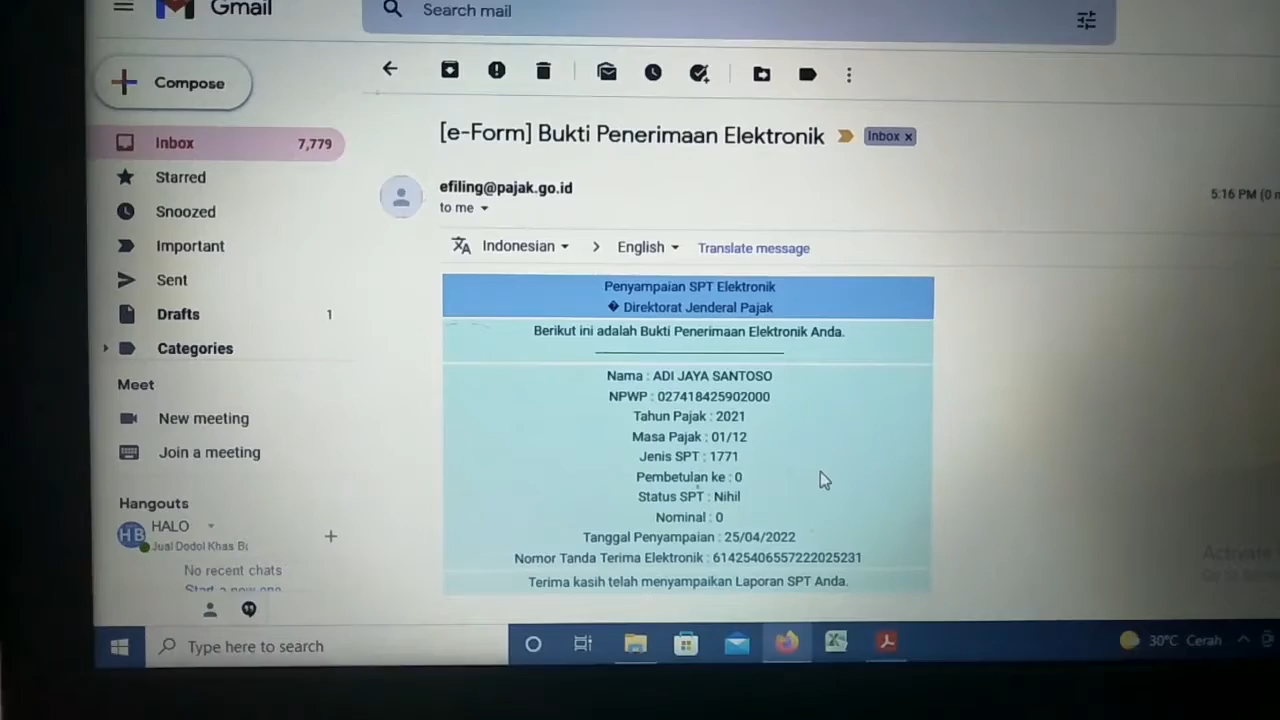 Gmail
Search mail
Compose
[e-Form] Bukti Penerimaan Elektronik
Inbox x
Inbox 7,779
efiling@pajak.go.id
5:16 PM (0
Starred
to me
Snoozed
Important
Indonesian > English Translate message
Sent
Penyampaian SPT Elektronik
� Direktorat Jenderal Pajak
Drafts 1
Berikut ini adalah Bukti Penerimaan Elektronik Anda.
Categories
Nama : ADI JAYA SANTOSO
Meet
NPWP : 027418425902000
New meeting
Tahun Pajak : 2021
Masa Pajak : 01/12
Join a meeting
Jenis SPT : 1771
Pembetulan ke : 0
Hangouts
Status SPT : Nihil
HB
HALO
Nominal : 0
Jual Dodol Khas
Tanggal Penyampaian : 25/04/2022
Nomor Tanda Terima Elektronik : 61425406557222025231
No recent chats
Terima kasih telah menyampaikan Laporan SPT Anda.
Start a new one
Type here to search
30°C Cerah